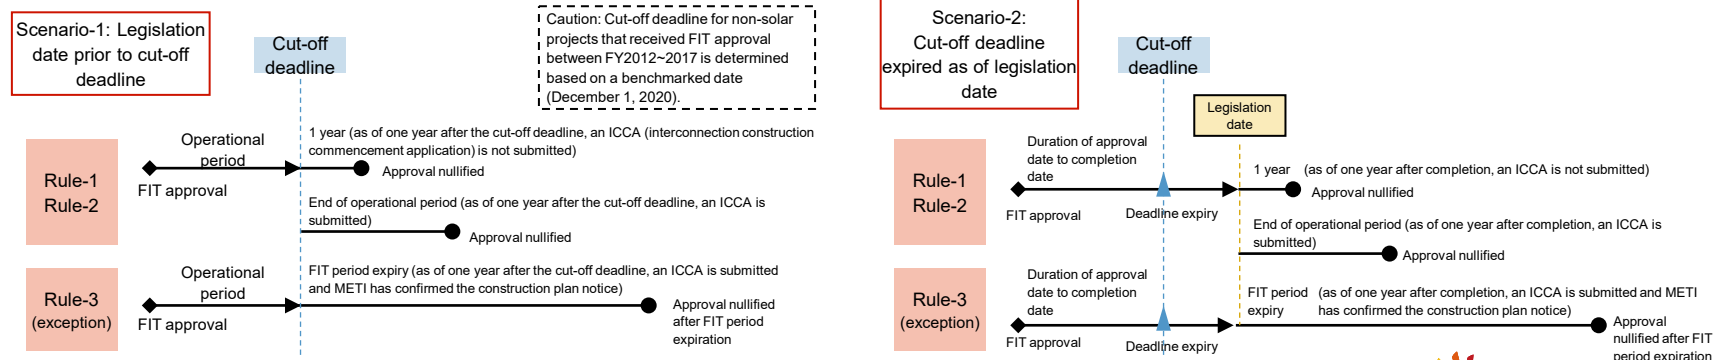 Scenario-1: Legislation
date prior to cut-off
deadline
Cut-off
deadline
Caution: Cut-off deadline for non-solar
projects that received FIT approval
between FY2012~2017 is determined
based on a benchmarked date
(December 1, 2020).
Rule-1
Rule-2
Operational
period
FIT approval
1 year (as of one year after the cut-off deadline, an ICCA (interconnection construction
commencement application) is not submitted)
Approval nullified
End of operational period (as of one year after the cut-off deadline, an ICCA is
submitted)
Approval nullified
Rule-3
(exception)
Operational
period
FIT approval
FIT period expiry (as of one year after the cut-off deadline, an ICCA is submitted
and METI has confirmed the construction plan notice)
Approval nullified
after FIT period
expiration
Scenario-2:
Cut-off deadline
expired as of legislation
date
Cut-off
deadline
Legislation
date
Rule-1
Rule-2
Duration of approval
date to completion
date
FIT approval
Deadline expiry
1 year (as of one year after completion, an ICCA is not submitted)
Approval nullified
End of operational period (as of one year after completion, an ICCA is
submitted)
Approval nullified
Rule-3
(exception)
Duration of approval
date to completion
date
FIT approval
Deadline expiry
FIT period
expiry
(as of one year after completion, an ICCA is submitted and METI
has confirmed the construction plan notice)
Approval
nullified after FIT
period expiration